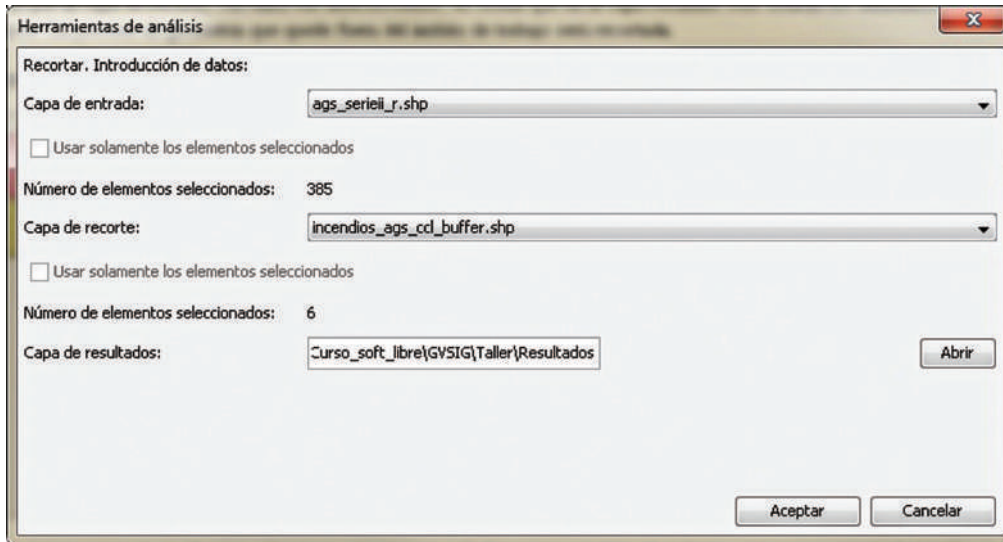 Herramientas de análisis
Recortar. Introducción de datos:
Capa de entrada: ags_serieii_r.shp
Usar solamente los elementos seleccionados
Número de elementos seleccionados: 385
Capa de recorte: incendios_ags_ccl_buffer.shp
Usar solamente los elementos seleccionados
Número de elementos seleccionados: 6
Capa de resultados: Curso_soft_libre\GVSIG\Taller\Resultados Abrir
Aceptar Cancelar